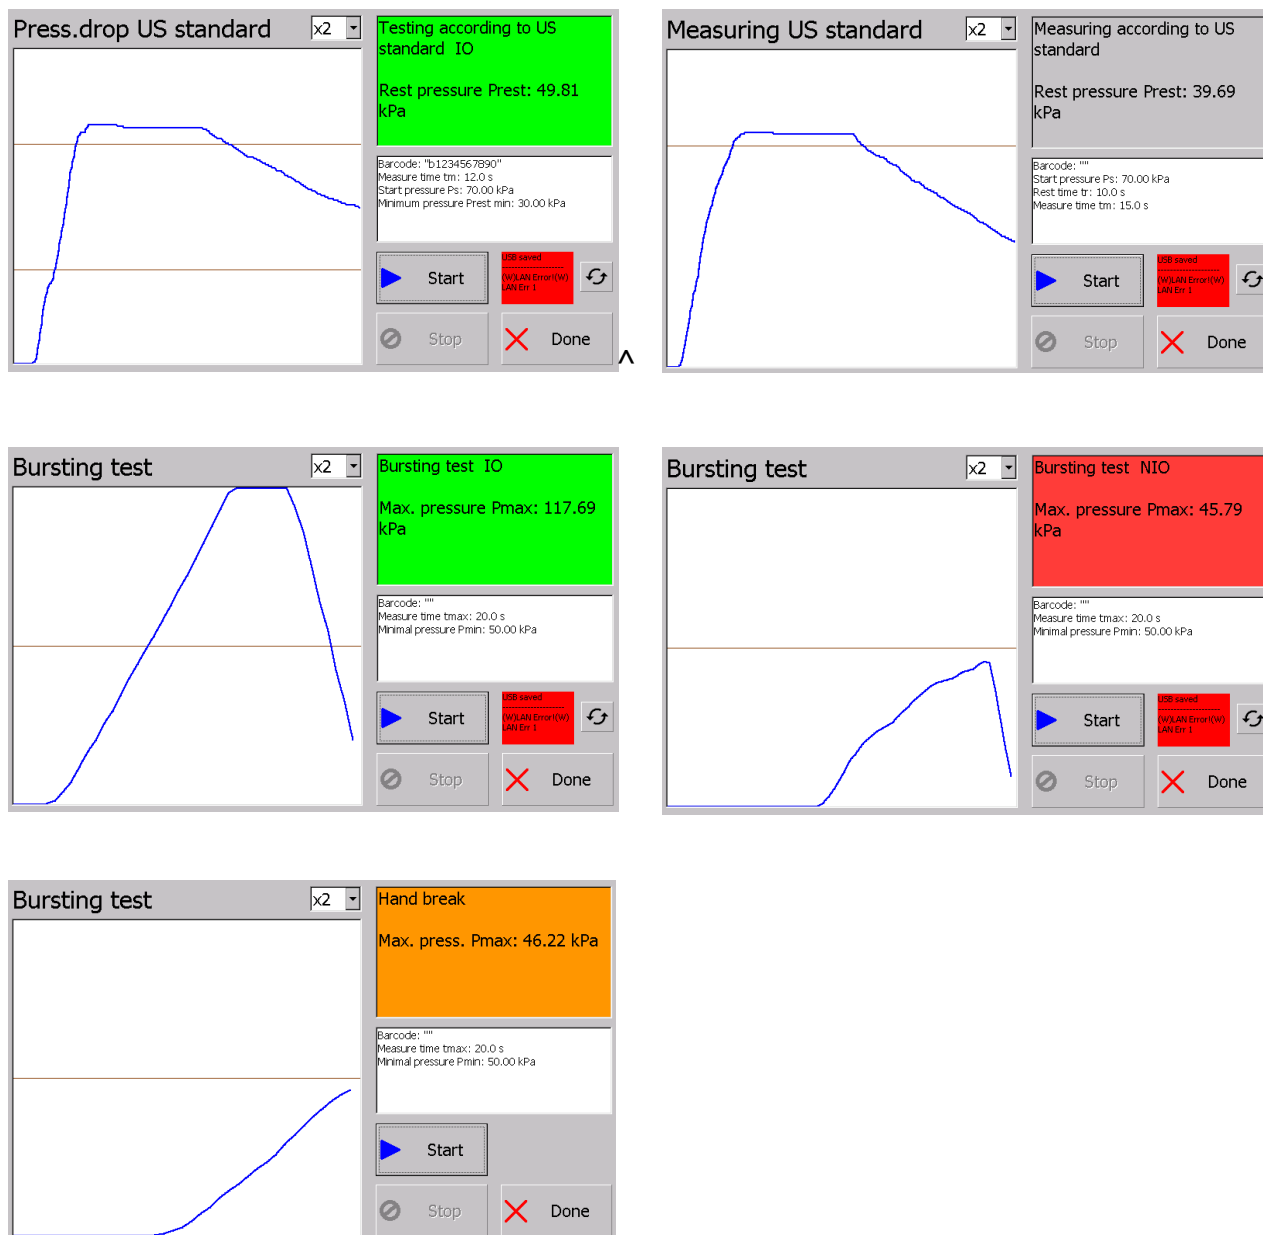 Press.drop US standard
x2
Testing according to US
standard  IO
Rest pressure Prest: 49.81
kPa
Barcode: "b1234567890"
Measure time tm: 12.0 s
Start pressure Ps: 70.00 kPa
Minimum pressure Prest min: 30.00 kPa
Start
USB saved
--------------------
(W)LAN Error!(W)
LAN Err 1
Stop
Done
^
Measuring US standard
x2
Measuring according to US
standard
Rest pressure Prest: 39.69
kPa
Barcode: ""
Start pressure Ps: 70.00 kPa
Rest time tr: 10.0 s
Measure time tm: 15.0 s
Start
USB saved
--------------------
(W)LAN Error!(W)
LAN Err 1
Stop
Done
Bursting test
x2
Bursting test  IO
Max. pressure Pmax: 117.69
kPa
Barcode: ""
Measure time tmax: 20.0 s
Minimal pressure Pmin: 50.00 kPa
Start
USB saved
--------------------
(W)LAN Error!(W)
LAN Err 1
Stop
Done
Bursting test
x2
Bursting test  NIO
Max. pressure Pmax: 45.79
kPa
Barcode: ""
Measure time tmax: 20.0 s
Minimal pressure Pmin: 50.00 kPa
Start
USB saved
--------------------
(W)LAN Error!(W)
LAN Err 1
Stop
Done
Bursting test
x2
Hand break
Max. press. Pmax: 46.22 kPa
Barcode: ""
Measure time tmax: 20.0 s
Minimal pressure Pmin: 50.00 kPa
Start
Stop
Done